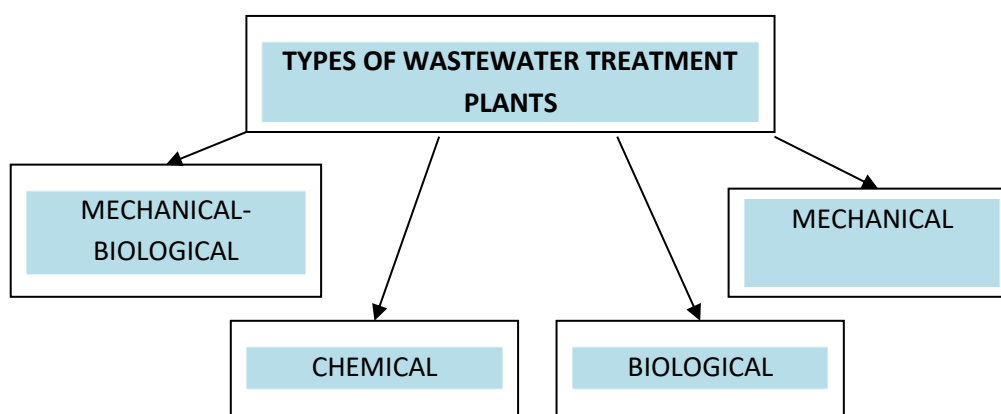 TYPES OF WASTEWATER TREATMENT
PLANTS
MECHANICAL-
BIOLOGICAL
MECHANICAL
CHEMICAL
BIOLOGICAL